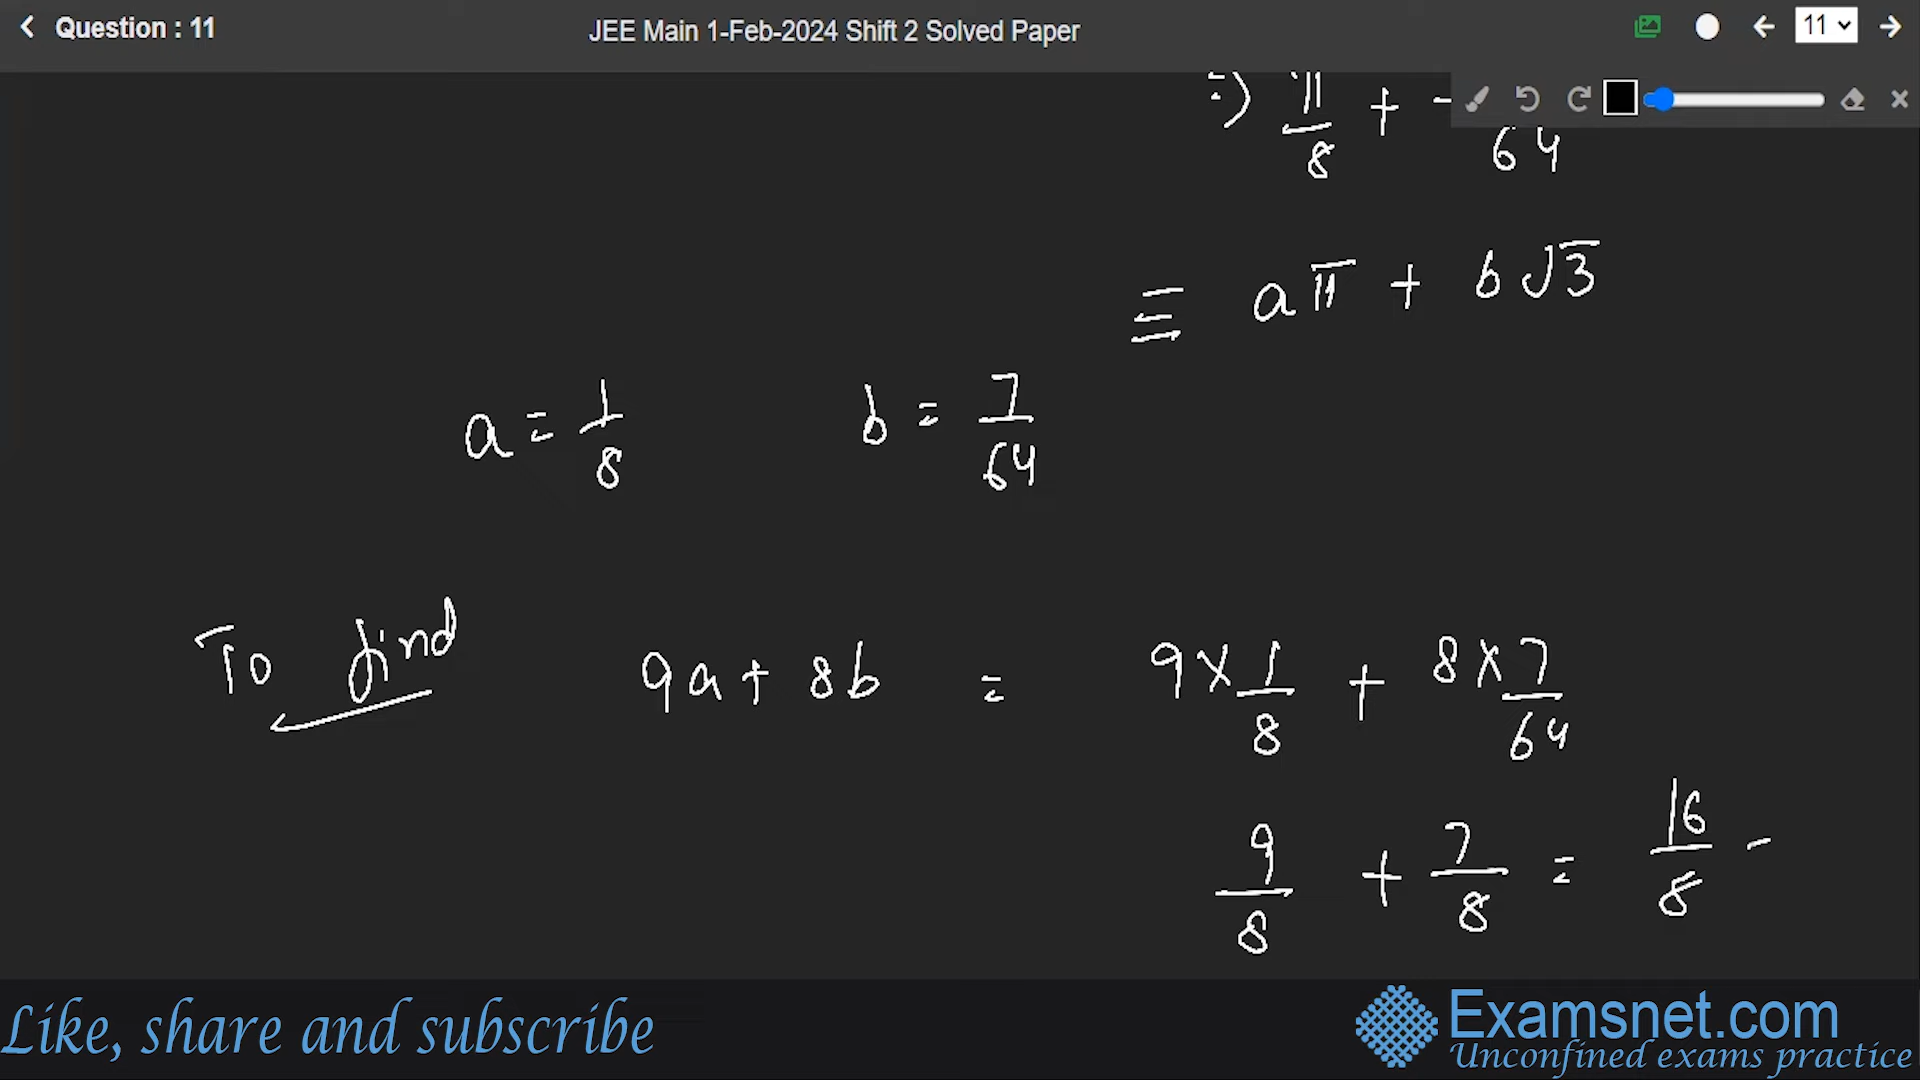 Question : 11
JEE Main 1-Feb-2024 Shift 2 Solved Paper
11
:) π/8 + 64
≡ aπ + b√3
a = 1/8 b = 7/64
To find 9a + 8b = 9 × 1/8 + 8 × 7/64
9/8 + 7/8 = 16/8 -
Like, share and subscribe
Examsnet.com
Unconfined exams practice